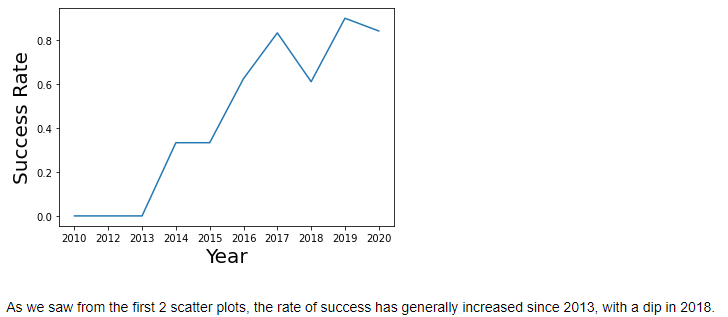 0.8
0.6
0.4
0.2
0.0
Success Rate
2010 2012 2013 2014 2015 2016 2017 2018 2019 2020
Year
As we saw from the first 2 scatter plots, the rate of success has generally increased since 2013, with a dip in 2018.